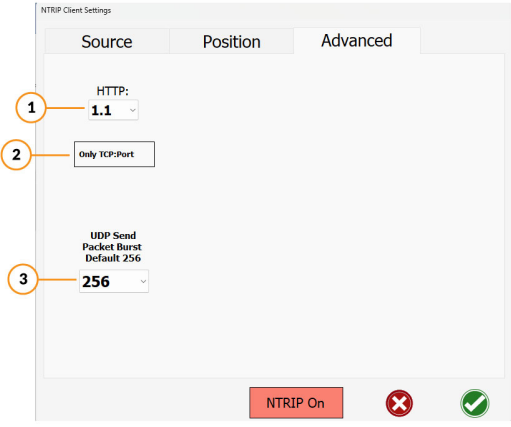 NTRIP Client Settings
Source Position Advanced
HTTP:
1 1.1
2 Only TCP:Port
UDP Send
Packet Burst
Default 256
3 256
NTRIP On